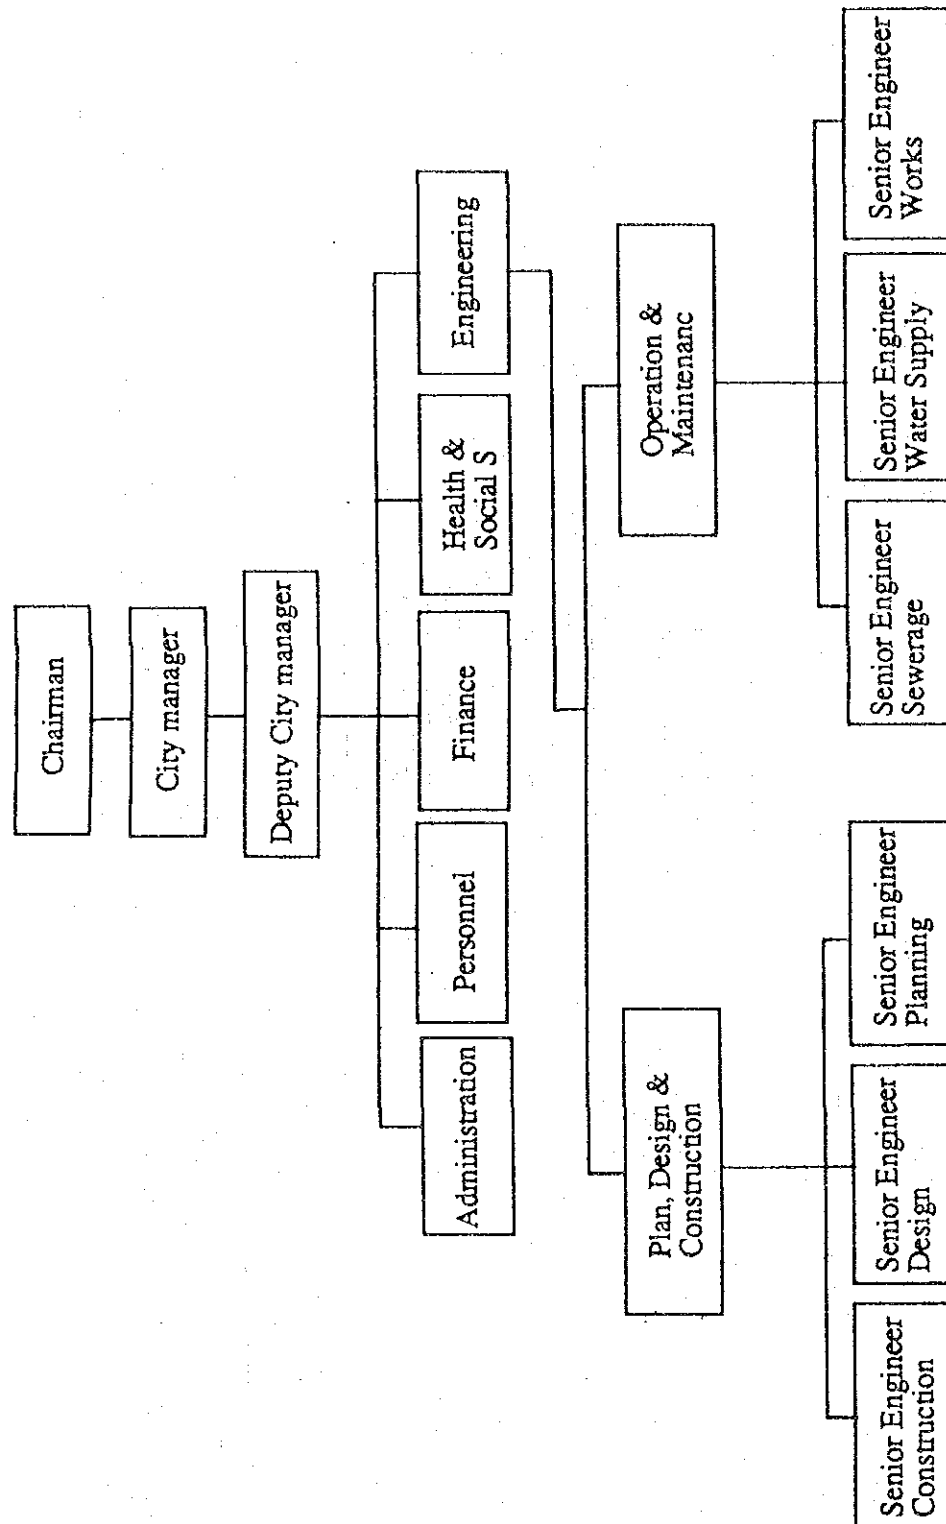 Chairman
City manager
Deputy City manager
Administration
Personnel
Finance
Health &
Social S
Engineering
Plan, Design &
Construction
Operation &
Maintenanc
Senior Engineer
Construction
Senior Engineer
Design
Senior Engineer
Planning
Senior Engineer
Sewerage
Senior Engineer
Water Supply
Senior Engineer
Works